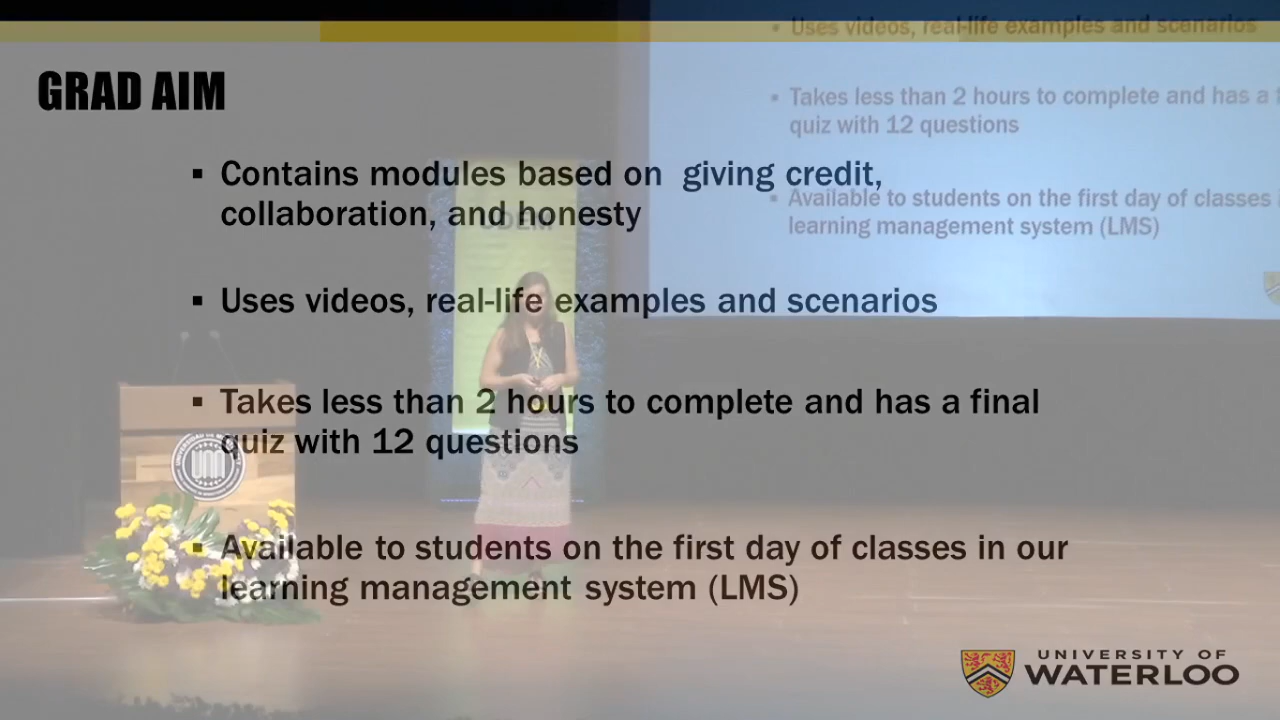 GRAD AIM
▪ Contains modules based on giving credit,
collaboration, and honesty
▪ Uses videos, real-life examples and scenarios
▪ Takes less than 2 hours to complete and has a final
quiz with 12 questions
▪ Available to students on the first day of classes in our
learning management system (LMS)
UNIVERSITY OF
WATERLOO
▪ Uses videos, real-life examples and scenarios
▪ Takes less than 2 hours to complete and has a
quiz with 12 questions
▪ Available to students on the first day of classes
learning management system (LMS)
UDEM